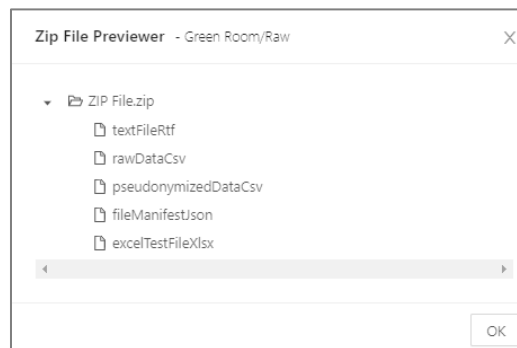 Zip File Previewer - Green Room/Raw
ZIP File.zip
textFileRtf
rawDataCsv
pseudonymizedDataCsv
fileManifestJson
excelTestFileXlsx
OK